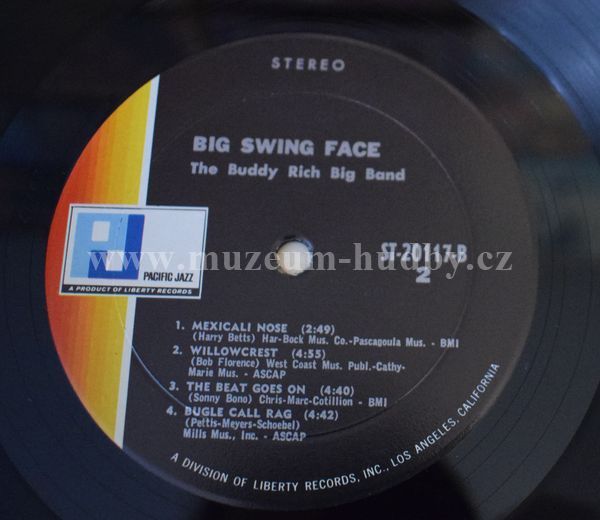 STEREO
BIG SWING FACE
The Buddy Rich Big Band
PACIFIC JAZZ
A PRODUCT OF LIBERTY RECORDS
ST-20117-B
2
www.muzeum-hudby.cz
1. MEXICALI NOSE (2:49)
(Harry Betts) Har-Bock Mus. Co.-Pascagoula Mus. - BMI
2. WILLOWCREST (4:55)
(Bob Florence) West Coast Mus. Publ.-Cathy-
Marie Mus. - ASCAP
3. THE BEAT GOES ON (4:40)
(Sonny Bono) Chris-Marc-Cotillion - BMI
4. BUGLE CALL RAG (4:42)
(Pettis-Meyers-Schoebel)
Mills Mus., Inc. - ASCAP
A DIVISION OF LIBERTY RECORDS, INC., LOS ANGELES, CALIFORNIA